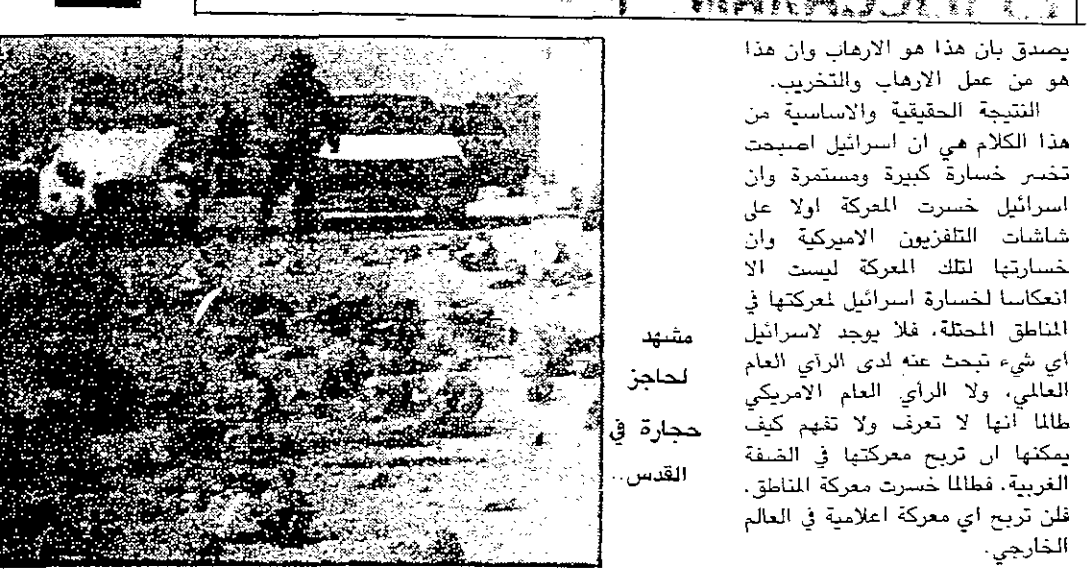 يصدق بان هذا هو الارهاب وان هذا
هو من عمل الارهاب والتخريب.
النتيجة الحقيقية والاساسية من
هذا الكلام هي ان اسرائيل اصبحت
تخسر خسارة كبيرة ومستمرة وان
اسرائيل خسرت المعركة اولا على
شاشات التلفزيون الاميركية وان
خسارتها لتلك المعركة ليست الا
انعكاسا لخسارة اسرائيل لمعركتها في
المناطق المحتلة، فلا يوجد لاسرائيل
اي شيء تبحث عنه لدى الرأي العام
العالمي، ولا الرأي العام الامريكي
طالما انها لا تعرف ولا تفهم كيف
يمكنها ان تربح معركتها في الضفة
الغربية. فطالما خسرت معركة المناطق.
فلن تربح اي معركة اعلامية في العالم
الخارجي.
مشهد
لحاجز
حجارة في
القدس..